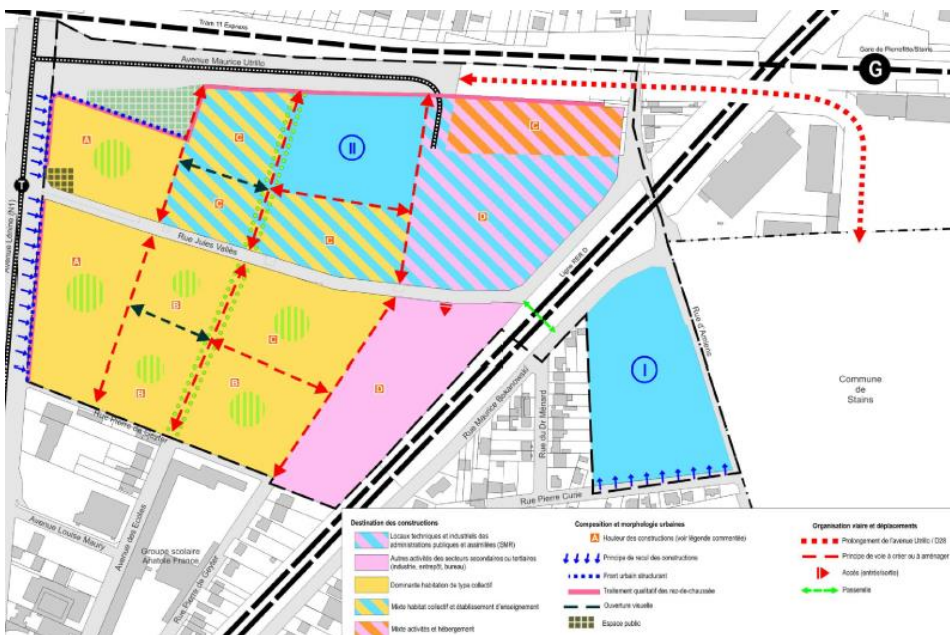 Tram 11 Express
Gare de Pierrefitte/Stains
G
Avenue Maurice Utrillo
A
C
II
C
C
C
D
T
Avenue Lénine (N1)
Rue Jules Vallès
Ligne RER D
A
B
C
B
B
D
I
Rue d'Amiens
Commune
de
Stains
Rue Maurice Bokanowski
Rue du Dr Ménard
Rue Pierre Curie
Rue Pierre de Geyter
Avenue Louise Maury
Avenue des Ecoles
Groupe scolaire
Anatole France
Rue Pierre de Geyter
Destination des constructions
Locaux techniques et industriels des
administrations publiques et assimilées (SMR)
Autres activités des secteurs secondaires ou tertiaires
(industrie, entrepôt, bureau)
Dominante habitation de type collectif
Mixte habitat collectif et établissement d'enseignement
Mixte activités et hébergement
Composition et morphologie urbaines
A Hauteur des constructions (voir légende commentée)
Principe de recul des constructions
Front urbain structurant
Traitement qualitatif des rez-de-chaussée
Ouverture visuelle
Espace public
Organisation viaire et déplacements
Prolongement de l'avenue Utrillo / D28
Principe de voie à créer ou à aménager
Accès (entrée/sortie)
Passerelle